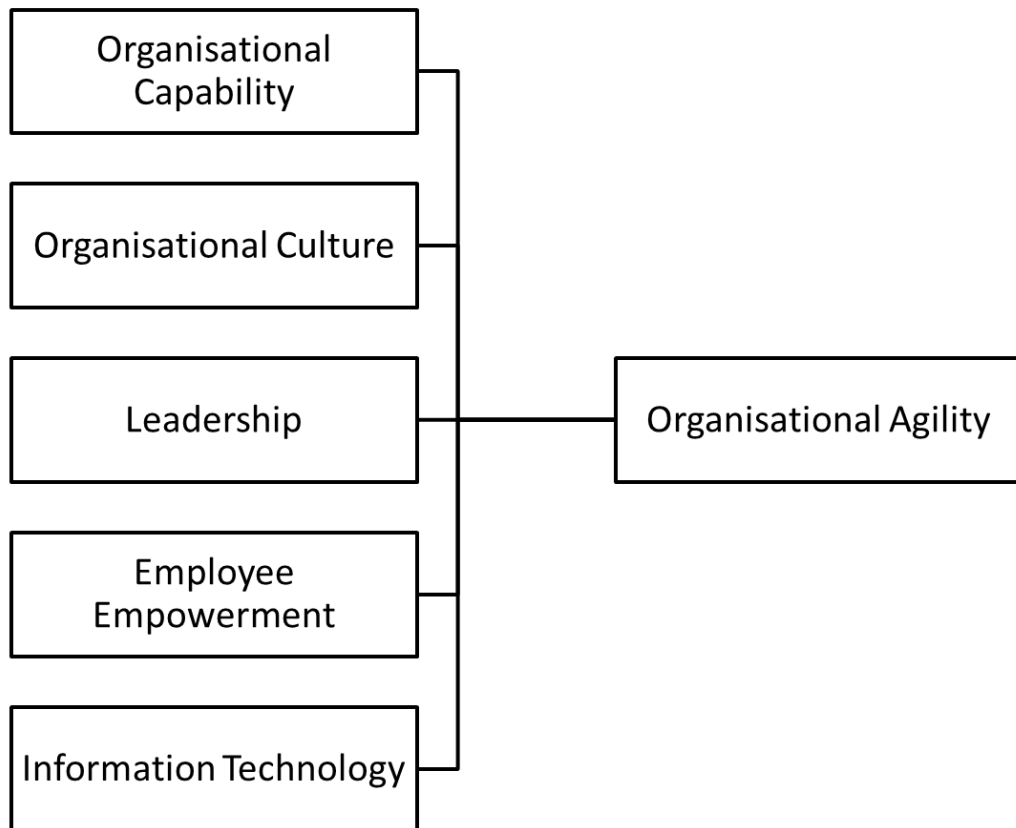 Organisational
Capability
Organisational Culture
Leadership
Organisational Agility
Employee
Empowerment
Information Technology